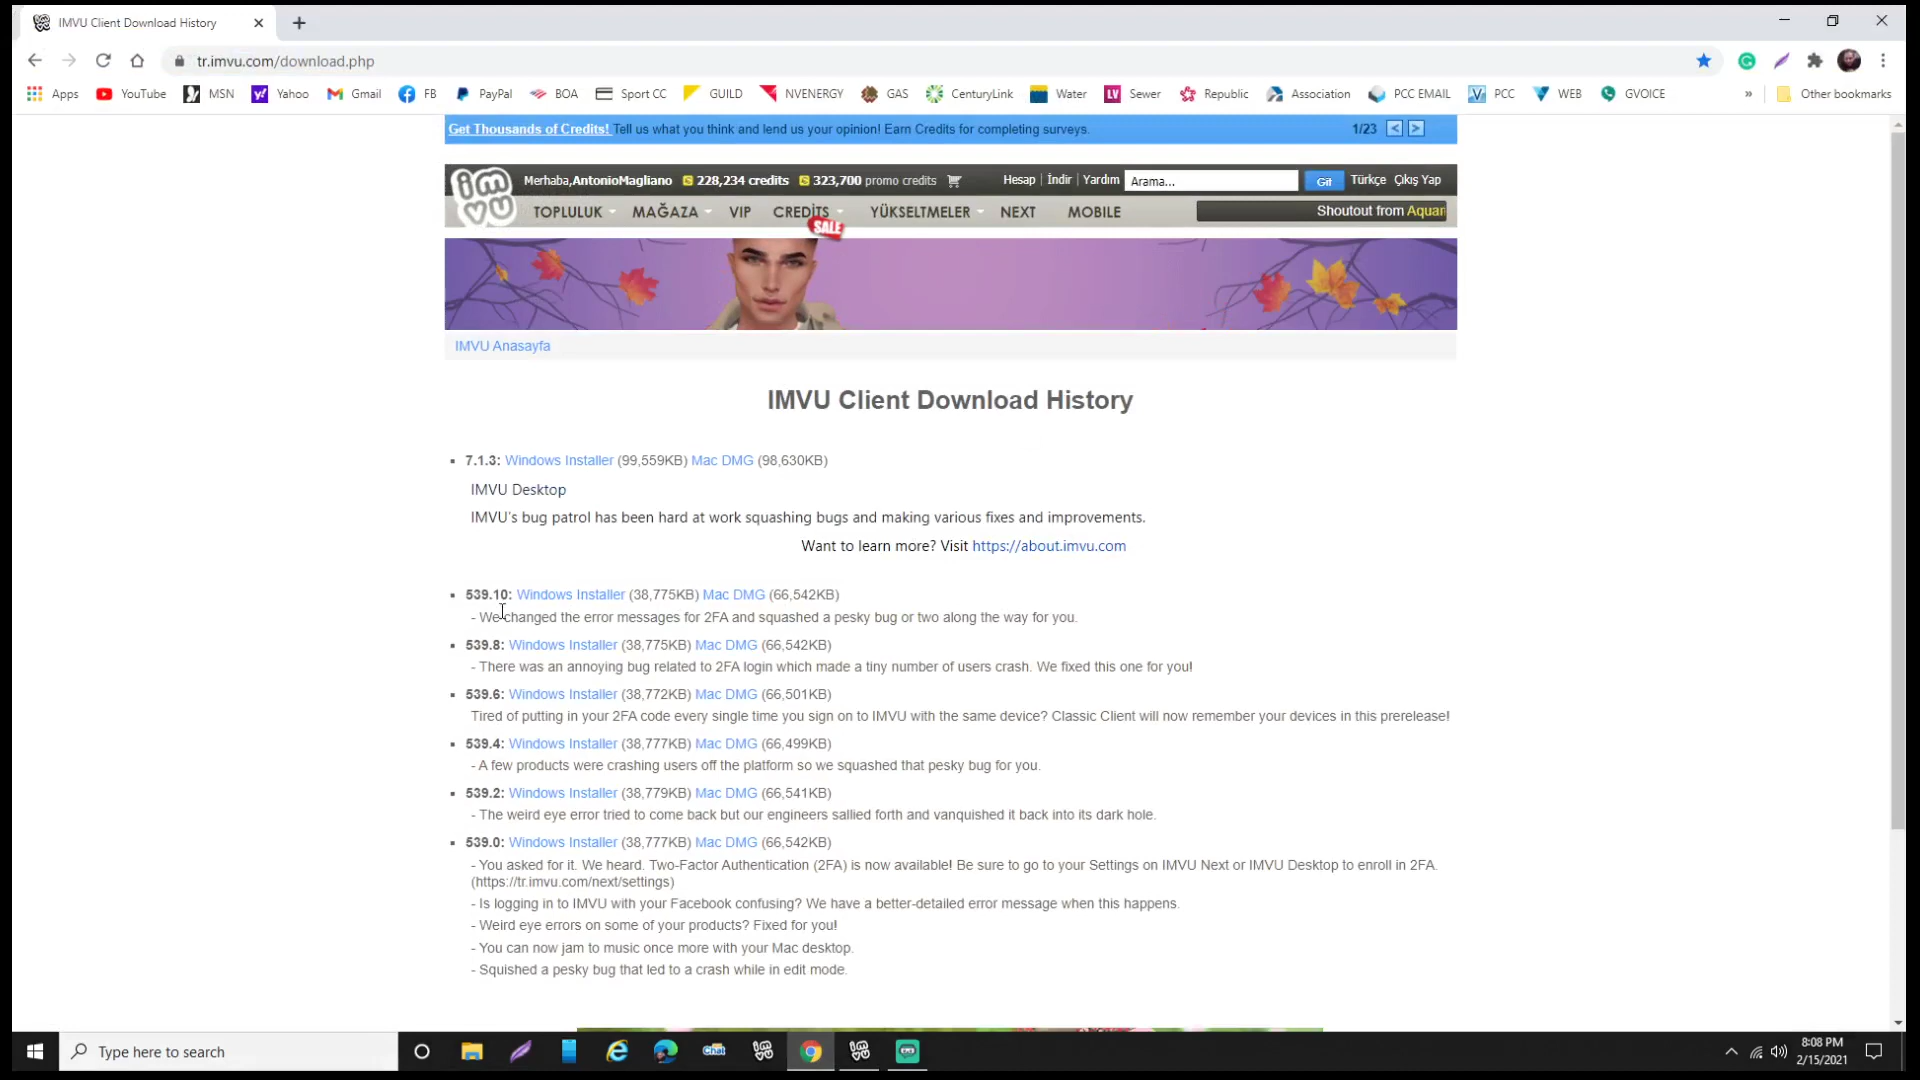 IMVU Client Download History
tr.imvu.com/download.php
Apps YouTube MSN Yahoo Gmail FB PayPal BOA Sport CC GUILD NVENERGY GAS CenturyLink Water Sewer Republic Association PCC EMAIL PCC WEB GVOICE » Other bookmarks
Get Thousands of Credits! Tell us what you think and lend us your opinion! Earn Credits for completing surveys. 1/23 < >
imvu Merhaba,AntonioMagliano 228,234 credits 323,700 promo credits Hesap | İndir | Yardım Arama... Git Türkçe Çıkış Yap
TOPLULUK MAĞAZA VIP CREDİTS YÜKSELTMELER NEXT MOBILE Shoutout from Aquar
SALE
IMVU Anasayfa
IMVU Client Download History
7.1.3: Windows Installer (99,559KB) Mac DMG (98,630KB)
IMVU Desktop
IMVU's bug patrol has been hard at work squashing bugs and making various fixes and improvements.
Want to learn more? Visit https://about.imvu.com
539.10: Windows Installer (38,775KB) Mac DMG (66,542KB)
- We changed the error messages for 2FA and squashed a pesky bug or two along the way for you.
539.8: Windows Installer (38,775KB) Mac DMG (66,542KB)
- There was an annoying bug related to 2FA login which made a tiny number of users crash. We fixed this one for you!
539.6: Windows Installer (38,772KB) Mac DMG (66,501KB)
Tired of putting in your 2FA code every single time you sign on to IMVU with the same device? Classic Client will now remember your devices in this prerelease!
539.4: Windows Installer (38,777KB) Mac DMG (66,499KB)
- A few products were crashing users off the platform so we squashed that pesky bug for you.
539.2: Windows Installer (38,779KB) Mac DMG (66,541KB)
- The weird eye error tried to come back but our engineers sallied forth and vanquished it back into its dark hole.
539.0: Windows Installer (38,777KB) Mac DMG (66,542KB)
- You asked for it. We heard. Two-Factor Authentication (2FA) is now available! Be sure to go to your Settings on IMVU Next or IMVU Desktop to enroll in 2FA.
(https://tr.imvu.com/next/settings)
- Is logging in to IMVU with your Facebook confusing? We have a better-detailed error message when this happens.
- Weird eye errors on some of your products? Fixed for you!
- You can now jam to music once more with your Mac desktop.
- Squished a pesky bug that led to a crash while in edit mode.
Type here to search
Chat
8:08 PM
2/15/2021